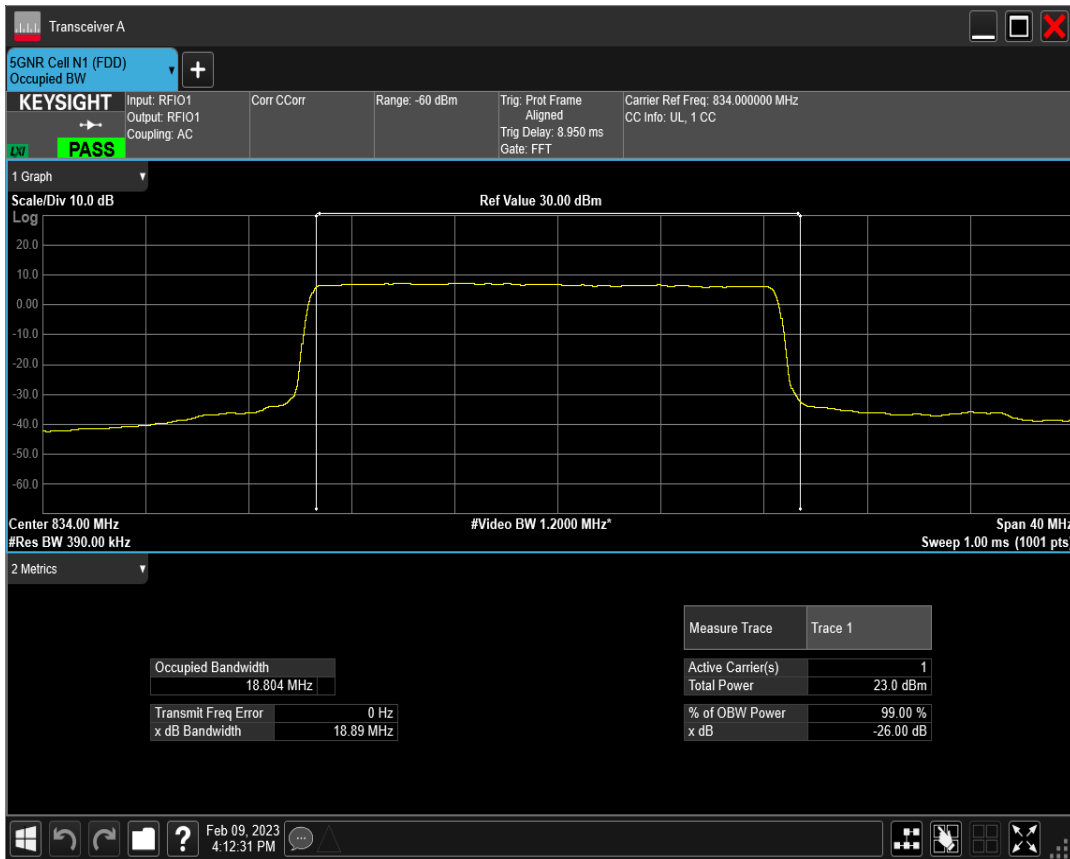 Transceiver A
5GNR Cell N1 (FDD)
Occupied BW
+
KEYSIGHT
LXI
PASS
Input: RFIO1
Output: RFIO1
Coupling: AC
Corr CCorr
Range: -60 dBm
Trig: Prot Frame
Aligned
Trig Delay: 8.950 ms
Gate: FFT
Carrier Ref Freq: 834.000000 MHz
CC Info: UL, 1 CC
1 Graph
Scale/Div 10.0 dB
Ref Value 30.00 dBm
Log
20.0
10.0
0.00
-10.0
-20.0
-30.0
-40.0
-50.0
-60.0
Center 834.00 MHz
#Video BW 1.2000 MHz*
Span 40 MHz
#Res BW 390.00 kHz
Sweep 1.00 ms (1001 pts)
2 Metrics
Measure Trace Trace 1
Occupied Bandwidth
18.804 MHz
Active Carrier(s) 1
Total Power 23.0 dBm
Transmit Freq Error 0 Hz
x dB Bandwidth 18.89 MHz
% of OBW Power 99.00 %
x dB -26.00 dB
?
Feb 09, 2023
4:12:31 PM